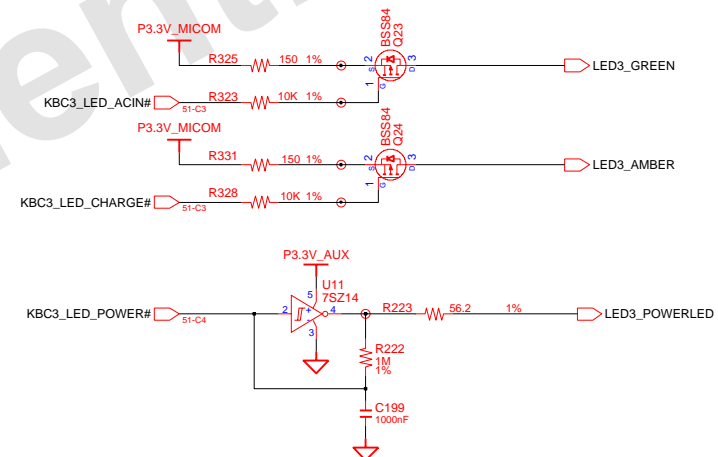 P3.3V_MICOM
BSS84
Q23
R325 150 1% 2 3 LED3_GREEN
S D
1 G
KBC3_LED_ACIN# 51-C3 R323 10K 1%
P3.3V_MICOM
BSS84
Q24
R331 150 1% 2 3 LED3_AMBER
S D
1 G
KBC3_LED_CHARGE# 51-C3 R328 10K 1%
P3.3V_AUX
U11
5 7SZ14
KBC3_LED_POWER# 51-C4 2 + 4 R223 56.2 1% LED3_POWERLED
-
3
R222
1M
1%
C199
1000nF